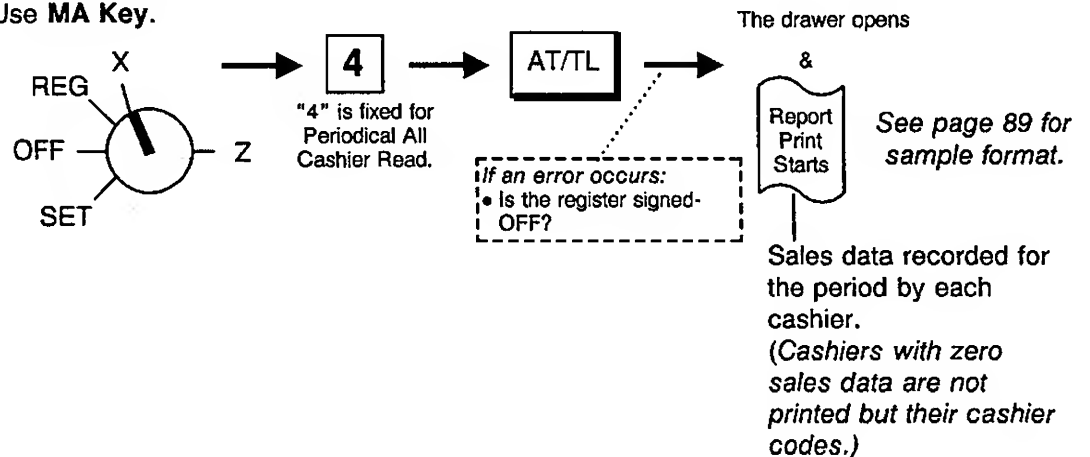 Use MA Key.
X
REG
OFF
Z
SET
4
"4" is fixed for
Periodical All
Cashier Read.
AT/TL
If an error occurs:
• Is the register signed-
OFF?
The drawer opens
&
Report
Print
Starts
See page 89 for
sample format.
Sales data recorded for
the period by each
cashier.
(Cashiers with zero
sales data are not
printed but their cashier
codes.)